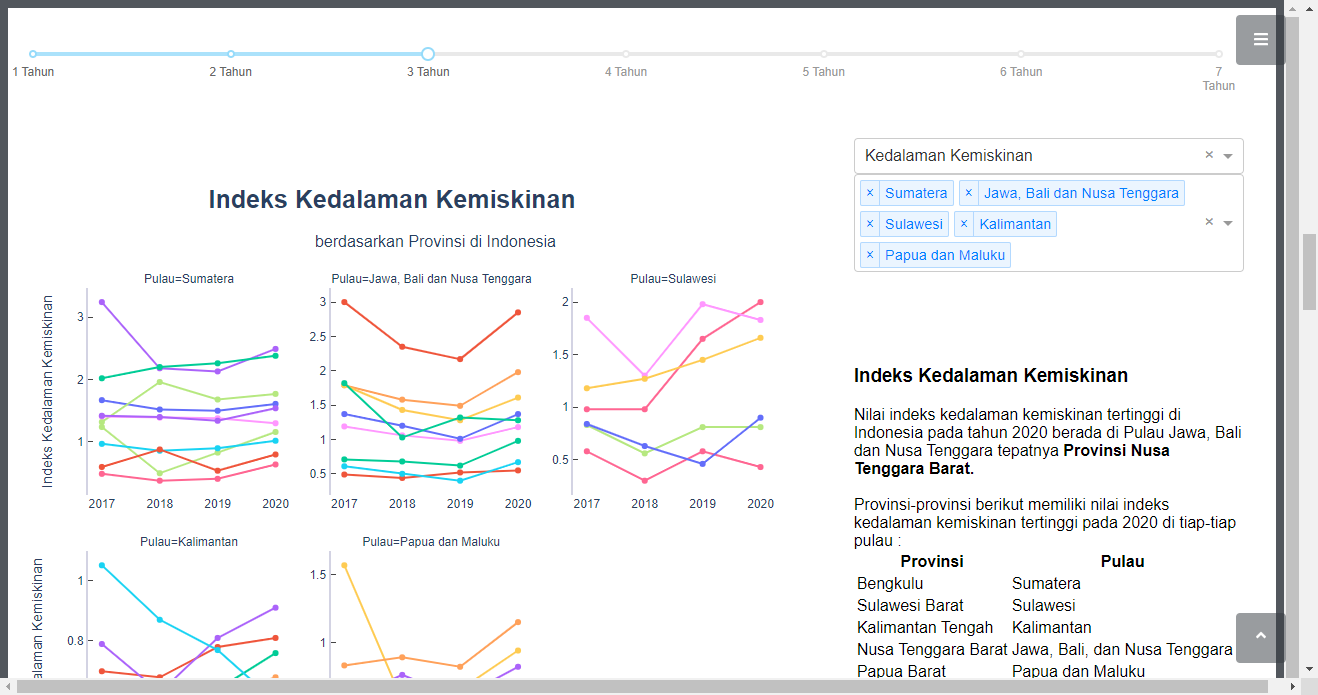 1 Tahun 2 Tahun 3 Tahun 4 Tahun 5 Tahun 6 Tahun 7
Tahun
Kedalaman Kemiskinan × 
× Sumatera × Jawa, Bali dan Nusa Tenggara
× Sulawesi × Kalimantan ×
× Papua dan Maluku
Indeks Kedalaman Kemiskinan
berdasarkan Provinsi di Indonesia
Pulau=Sumatera Pulau=Jawa, Bali dan Nusa Tenggara Pulau=Sulawesi
Indeks Kedalaman Kemiskinan
3
2
1
2017 2018 2019 2020
3
2.5
2
1.5
1
0.5
2017 2018 2019 2020
2
1.5
1
0.5
2017 2018 2019 2020
Pulau=Kalimantan Pulau=Papua dan Maluku
alaman Kemiskinan
1
0.8
1.5
1
Indeks Kedalaman Kemiskinan
Nilai indeks kedalaman kemiskinan tertinggi di
Indonesia pada tahun 2020 berada di Pulau Jawa, Bali
dan Nusa Tenggara tepatnya Provinsi Nusa
Tenggara Barat.
Provinsi-provinsi berikut memiliki nilai indeks
kedalaman kemiskinan tertinggi pada 2020 di tiap-tiap
pulau :
Provinsi Pulau
Bengkulu Sumatera
Sulawesi Barat Sulawesi
Kalimantan Tengah Kalimantan
Nusa Tenggara Barat Jawa, Bali, dan Nusa Tenggara
Papua Barat Papua dan Maluku